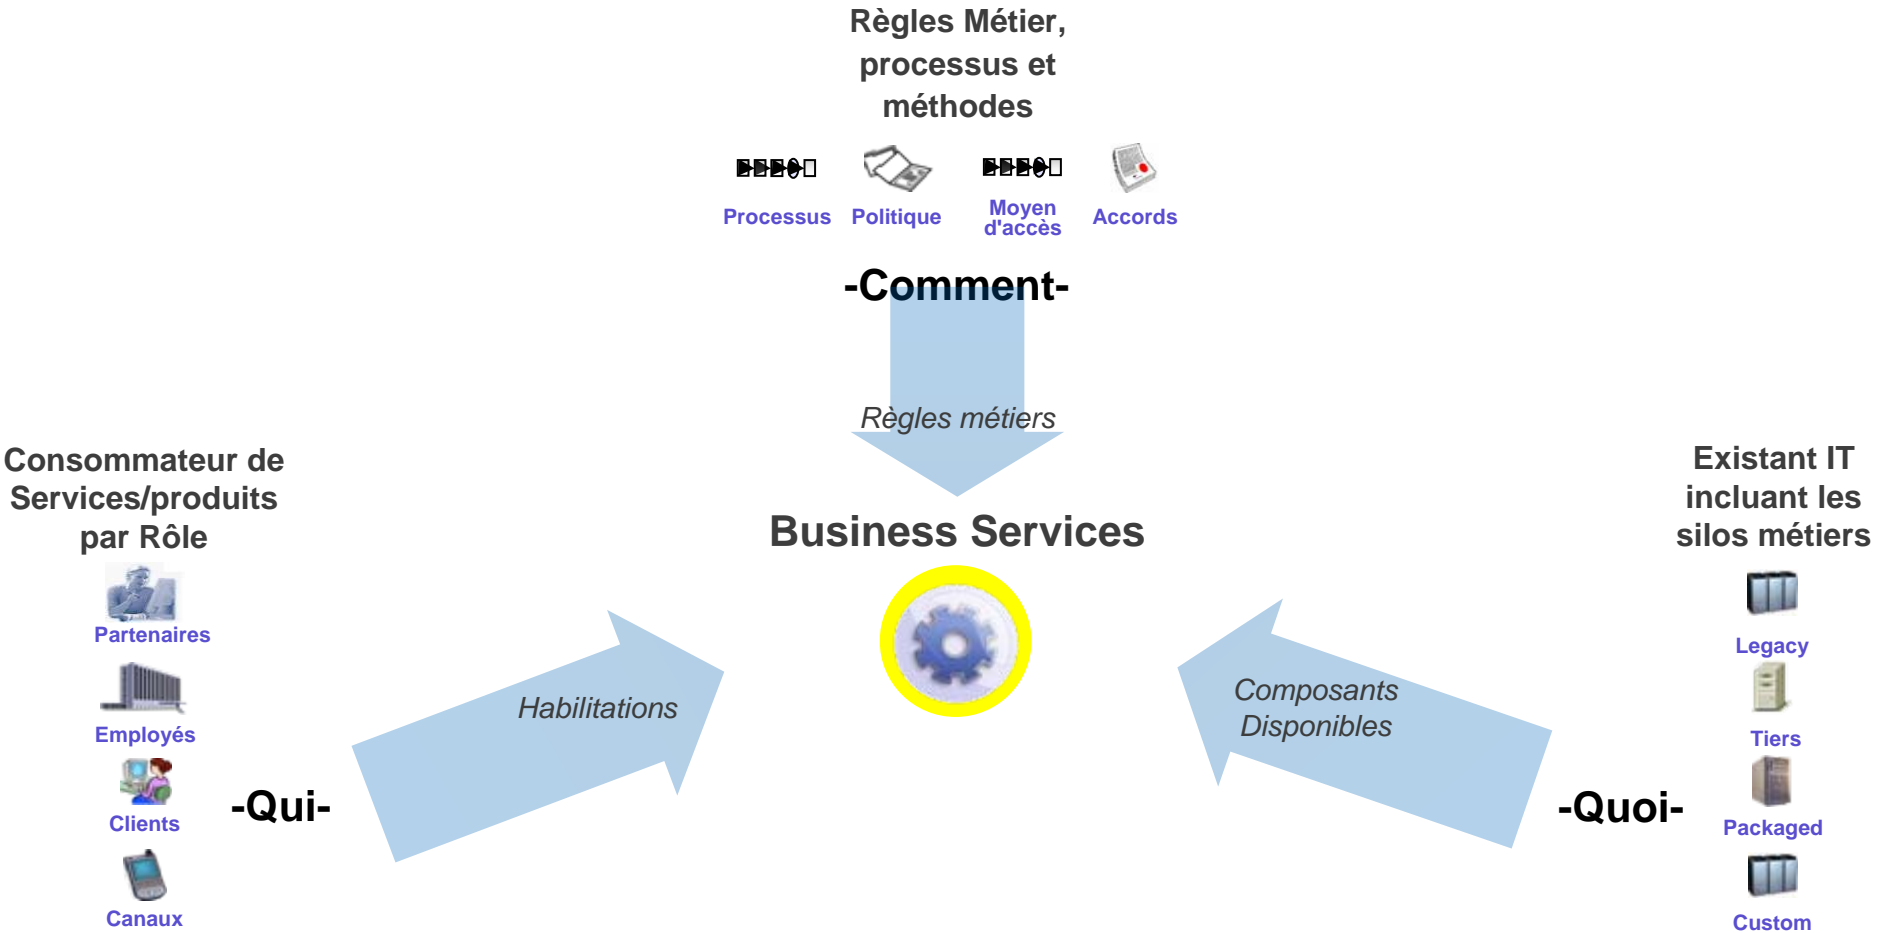 Règles Métier,
processus et
méthodes
Processus
Politique
Moyen
d'accès
Accords
-Comment-
Règles métiers
Consommateur de
Services/produits
par Rôle
Partenaires
Employés
Clients
Canaux
-Qui-
Habilitations
Business Services
Composants
Disponibles
-Quoi-
Existant IT
incluant les
silos métiers
Legacy
Tiers
Packaged
Custom